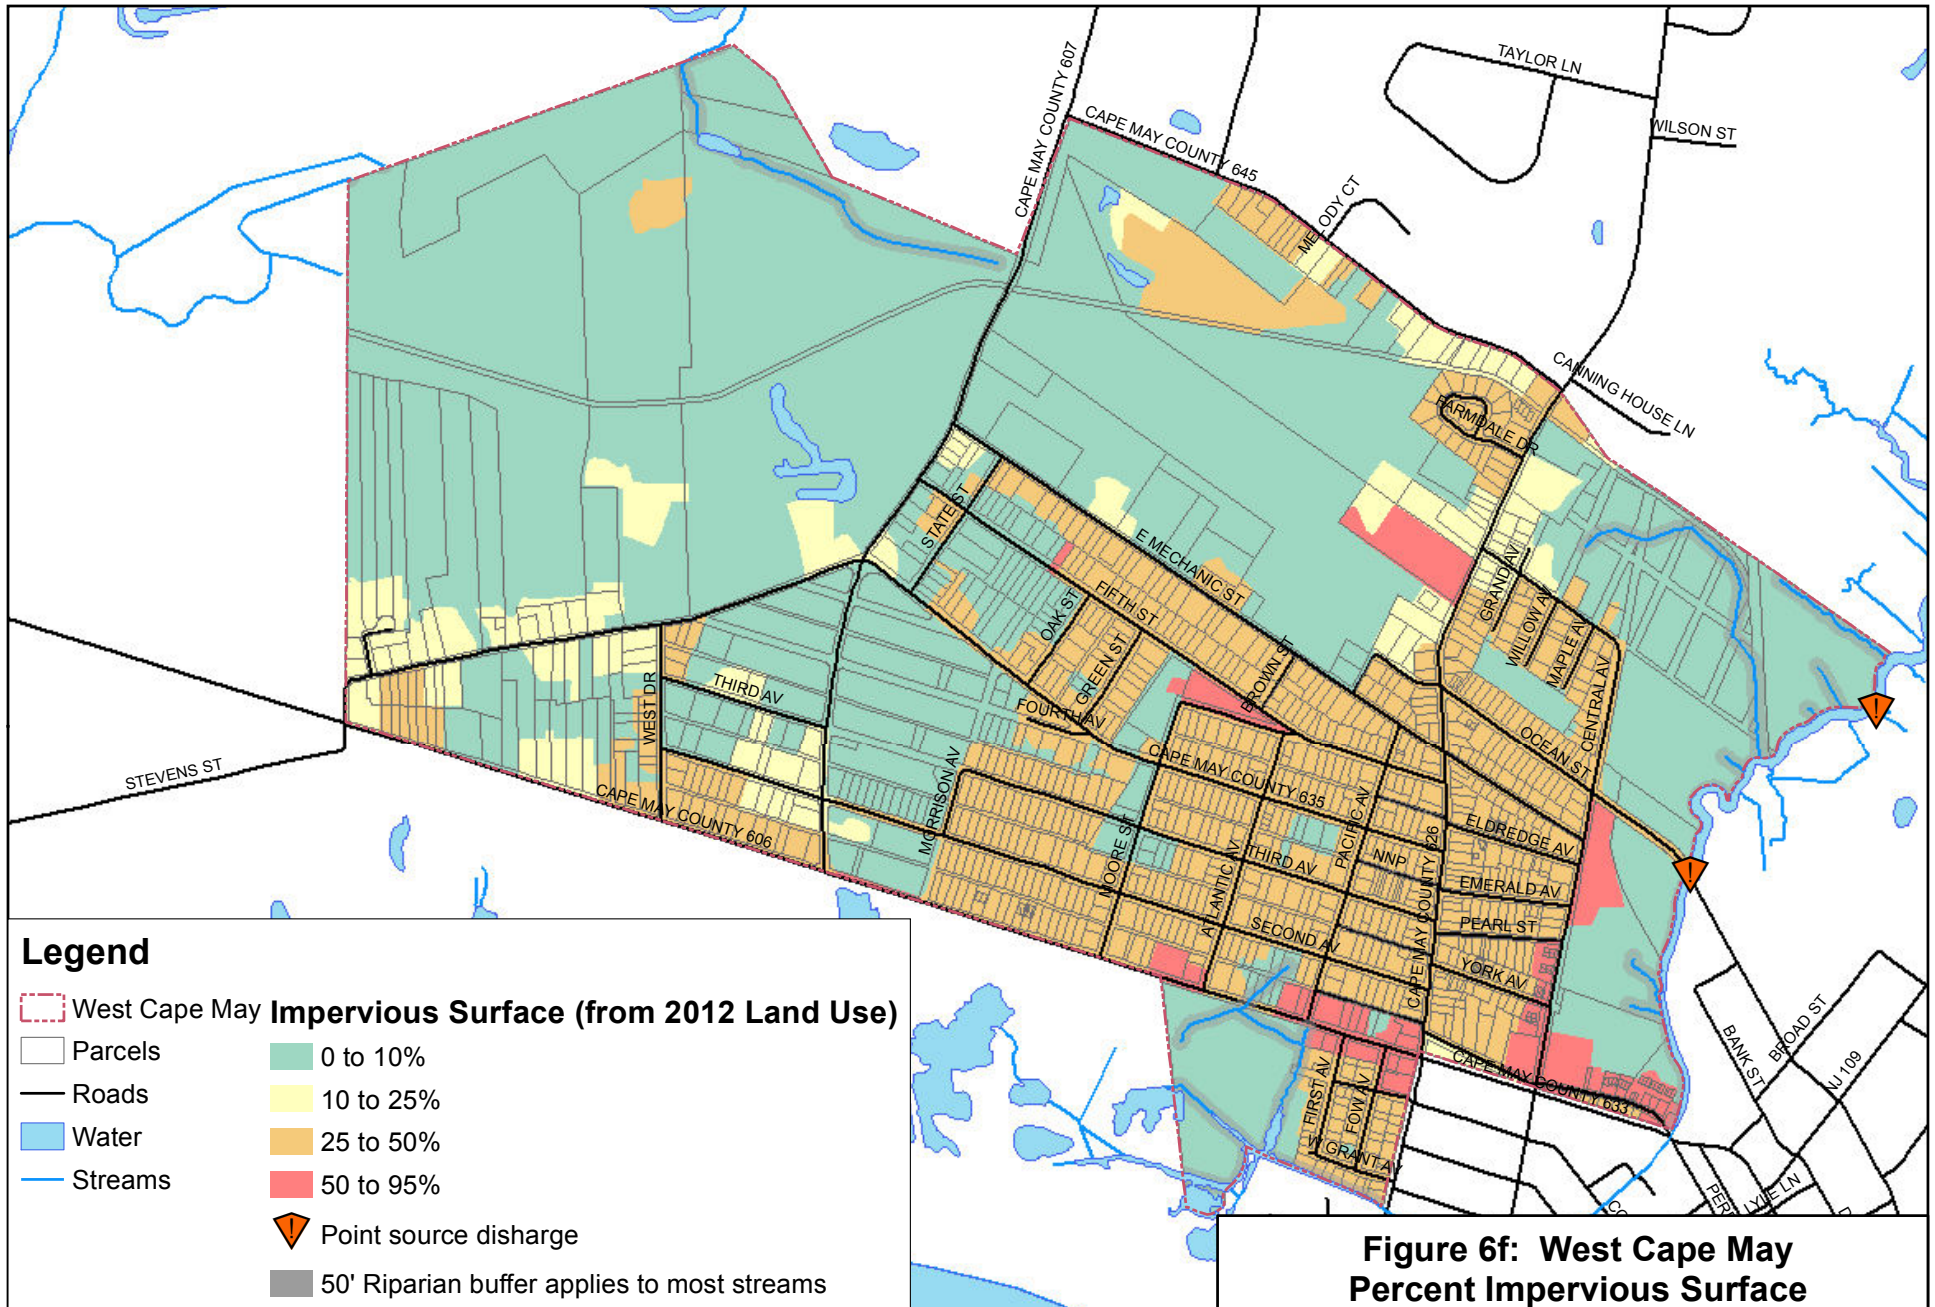 TAYLOR LN
WILSON ST
CAPE MAY COUNTY 607
CAPE MAY COUNTY 645
MELODY CT
CANNING HOUSE LN
FARMDALE DR
STATE ST
E MECHANIC ST
FIFTH ST
OAK ST
GREEN ST
BROWN ST
GRAND AV
WILLOW AV
MAPLE AV
CENTRAL AV
OCEAN ST
THIRD AV
WEST DR
FOURTH AV
STEVENS ST
CAPE MAY COUNTY 606
MORRISON AV
CAPE MAY COUNTY 635
MOORE ST
ATLANTIC AV
PACIFIC AV
THIRD AV
NNP
CAPE MAY COUNTY 626
ELDREDGE AV
EMERALD AV
PEARL ST
YORK AV
SECOND AV
FIRST AV
FOW AV
W GRANT AV
CAPE MAY COUNTY 633
BANK ST
BROAD ST
NJ 109
LYLE LN
PERR
CO
D
Legend
West Cape May
Parcels
Roads
Water
Streams
Impervious Surface (from 2012 Land Use)
0 to 10%
10 to 25%
25 to 50%
50 to 95%
Point source disharge
50' Riparian buffer applies to most streams
Figure 6f: West Cape May
Percent Impervious Surface